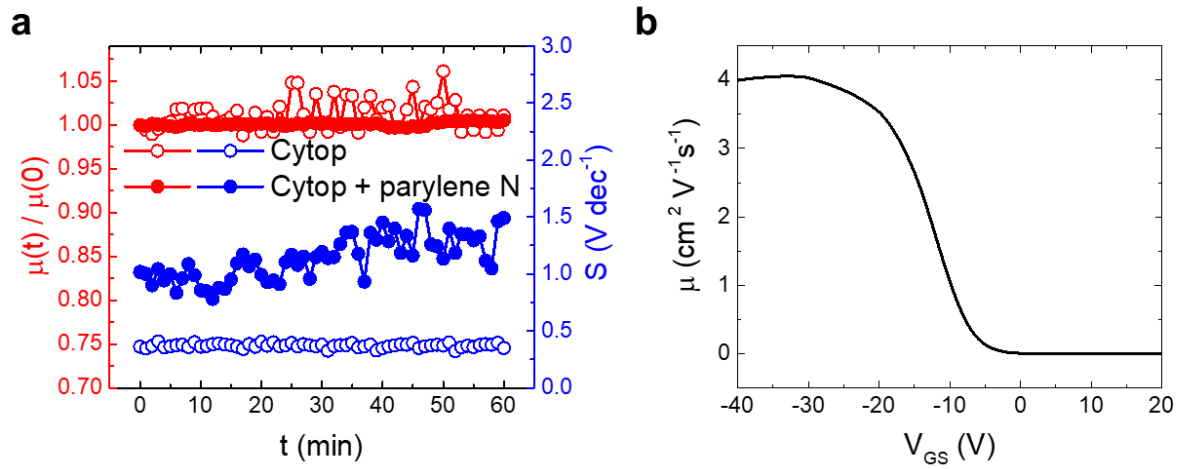 a
1.05
1.00
0.95
0.90
0.85
0.80
0.75
0.70
μ(t) / μ(0)
Cytop
Cytop + parylene N
3.0
2.5
2.0
1.5
1.0
0.5
0.0
S (V dec⁻¹)
0 10 20 30 40 50 60
t (min)
b
4
3
2
1
0
μ (cm² V⁻¹s⁻¹)
-40 -30 -20 -10 0 10 20
V_GS (V)